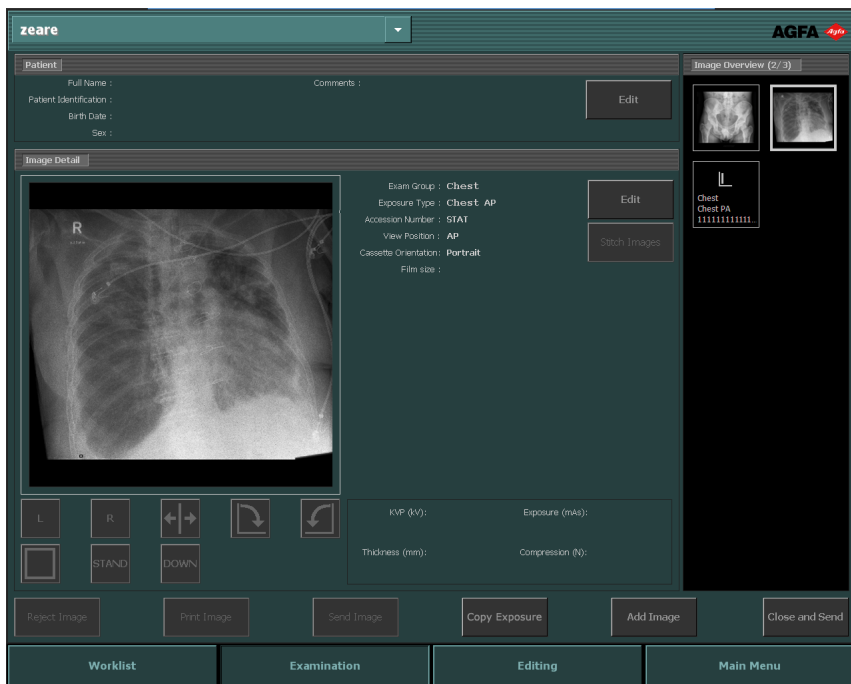 zeare
AGFA Agfa
Patient
Full Name :
Comments :
Patient Identification :
Birth Date :
Sex :
Edit
Image Overview (2/3)
L
Chest
Chest PA
111111111111...
Image Detail
R
Exam Group : Chest
Exposure Type : Chest AP
Accession Number : STAT
View Position : AP
Cassette Orientation: Portrait
Film size :
Edit
Stitch Images
L
R
STAND
DOWN
KVP (kV):
Exposure (mAs):
Thickness (mm):
Compression (N):
Reject Image
Print Image
Send Image
Copy Exposure
Add Image
Close and Send
Worklist
Examination
Editing
Main Menu